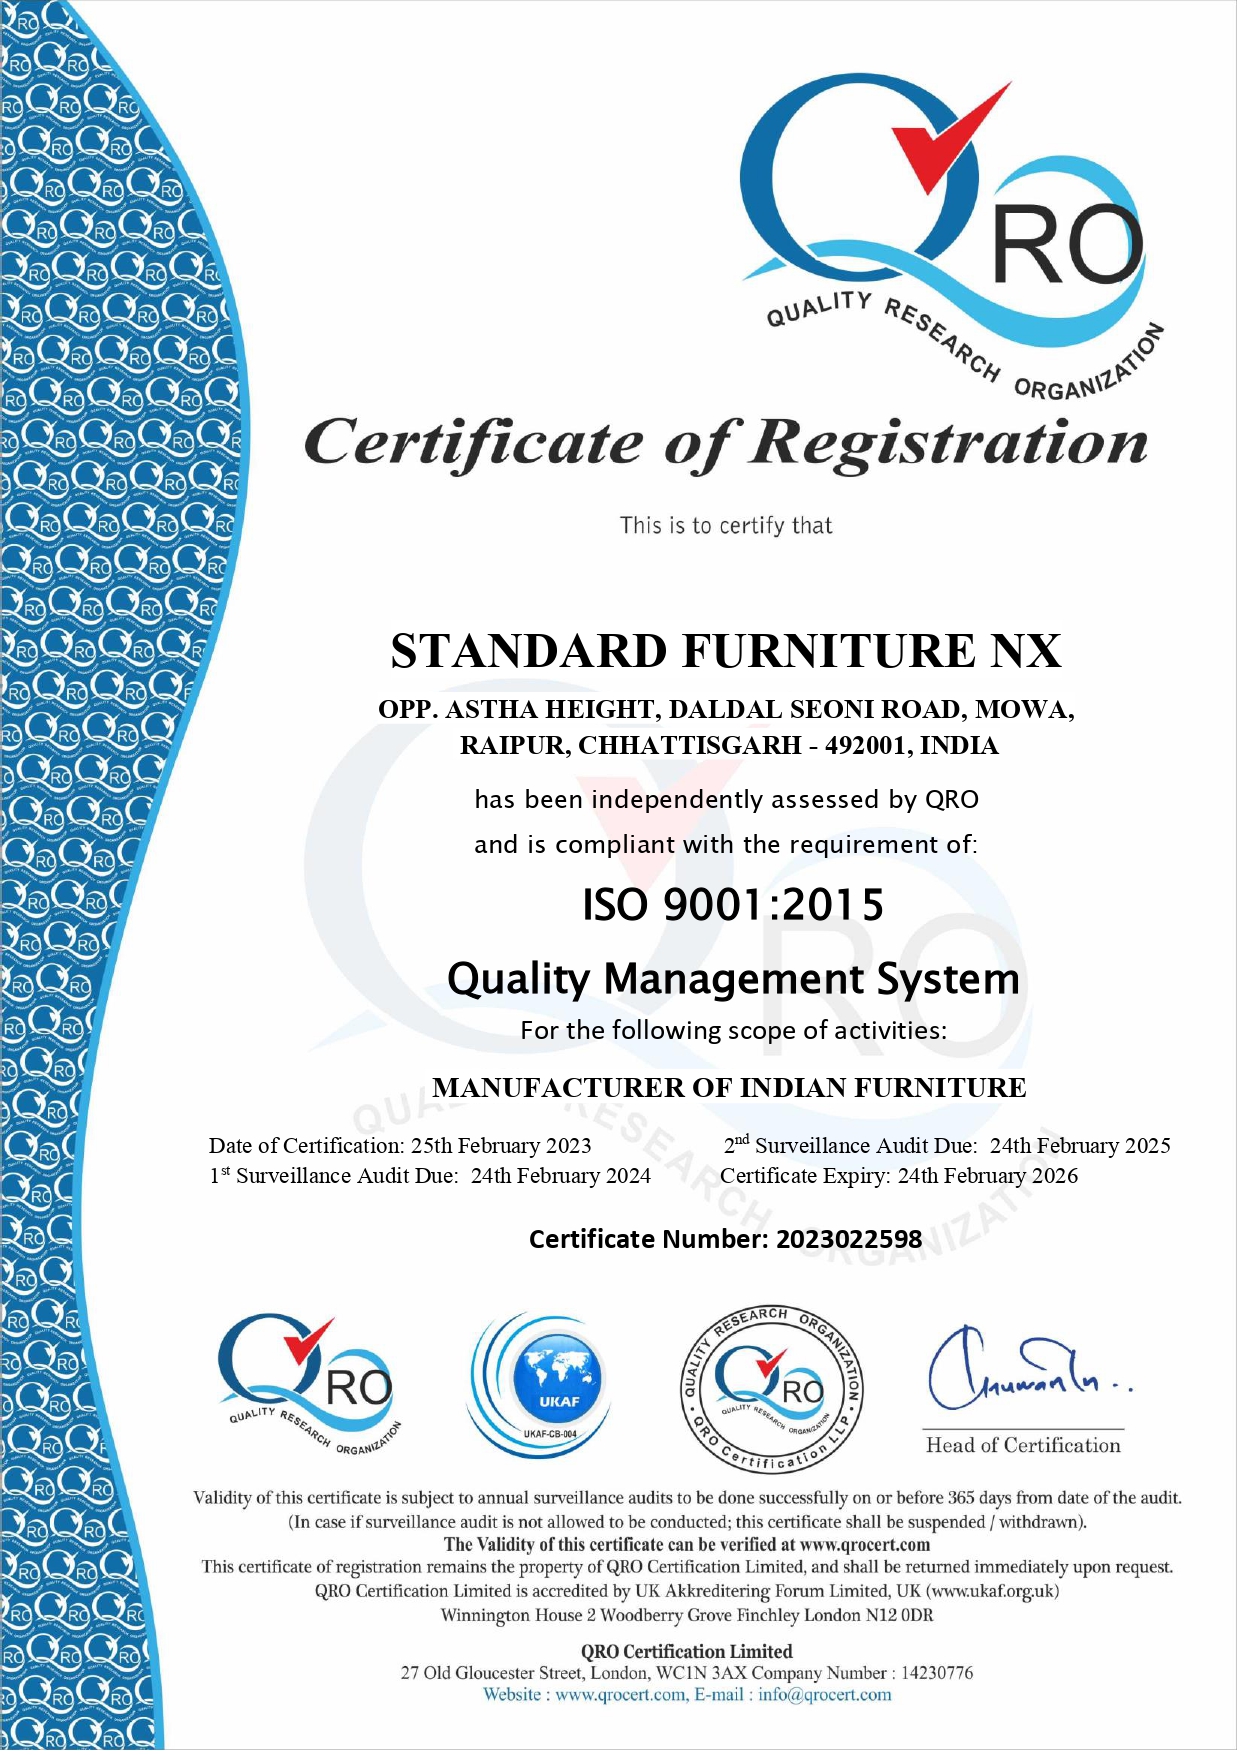 QRO
QUALITY RESEARCH ORGANIZATION
Certificate of Registration
This is to certify that
STANDARD FURNITURE NX
OPP. ASTHA HEIGHT, DALDAL SEONI ROAD, MOWA,
RAIPUR, CHHATTISGARH - 492001, INDIA
has been independently assessed by QRO
and is compliant with the requirement of:
ISO 9001:2015
Quality Management System
For the following scope of activities:
MANUFACTURER OF INDIAN FURNITURE
Date of Certification: 25th February 2023 2nd Surveillance Audit Due: 24th February 2025
1st Surveillance Audit Due: 24th February 2024 Certificate Expiry: 24th February 2026
Certificate Number: 2023022598
QRO
QUALITY RESEARCH ORGANIZATION
UKAF
UKAF-CB-004
QUALITY RESEARCH ORGANIZATION
QRO
QUALITY RESEARCH ORGANIZATION
QRO Certification LLP
Head of Certification
Validity of this certificate is subject to annual surveillance audits to be done successfully on or before 365 days from date of the audit.
(In case if surveillance audit is not allowed to be conducted; this certificate shall be suspended / withdrawn).
The Validity of this certificate can be verified at www.qrocert.com
This certificate of registration remains the property of QRO Certification Limited, and shall be returned immediately upon request.
QRO Certification Limited is accredited by UK Akkreditering Forum Limited, UK (www.ukaf.org.uk)
Winnington House 2 Woodberry Grove Finchley London N12 0DR
QRO Certification Limited
27 Old Gloucester Street, London, WC1N 3AX Company Number : 14230776
Website : www.qrocert.com, E-mail : info@qrocert.com